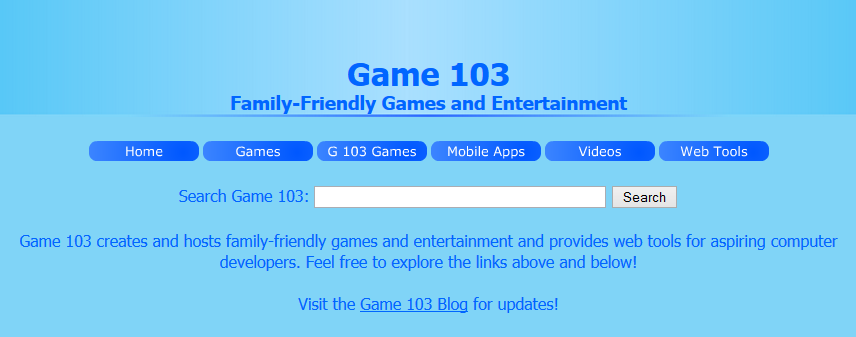 Game 103
Family-Friendly Games and Entertainment
Home Games G 103 Games Mobile Apps Videos Web Tools
Search Game 103: Search
Game 103 creates and hosts family-friendly games and entertainment and provides web tools for aspiring computer
developers. Feel free to explore the links above and below!
Visit the Game 103 Blog for updates!